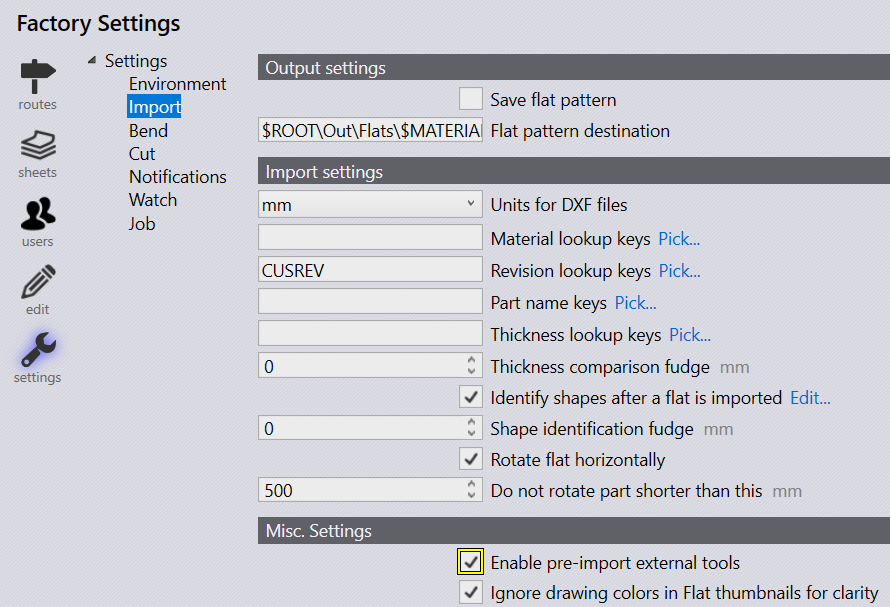 Factory Settings
routes
sheets
users
edit
settings
Settings
Environment
Import
Bend
Cut
Notifications
Watch
Job
Output settings
Save flat pattern
$ROOT\Out\Flats\$MATERIA Flat pattern destination
Import settings
mm Units for DXF files
Material lookup keys Pick...
CUSREV Revision lookup keys Pick...
Part name keys Pick...
Thickness lookup keys Pick...
0 Thickness comparison fudge mm
Identify shapes after a flat is imported Edit...
0 Shape identification fudge mm
Rotate flat horizontally
500 Do not rotate part shorter than this mm
Misc. Settings
Enable pre-import external tools
Ignore drawing colors in Flat thumbnails for clarity